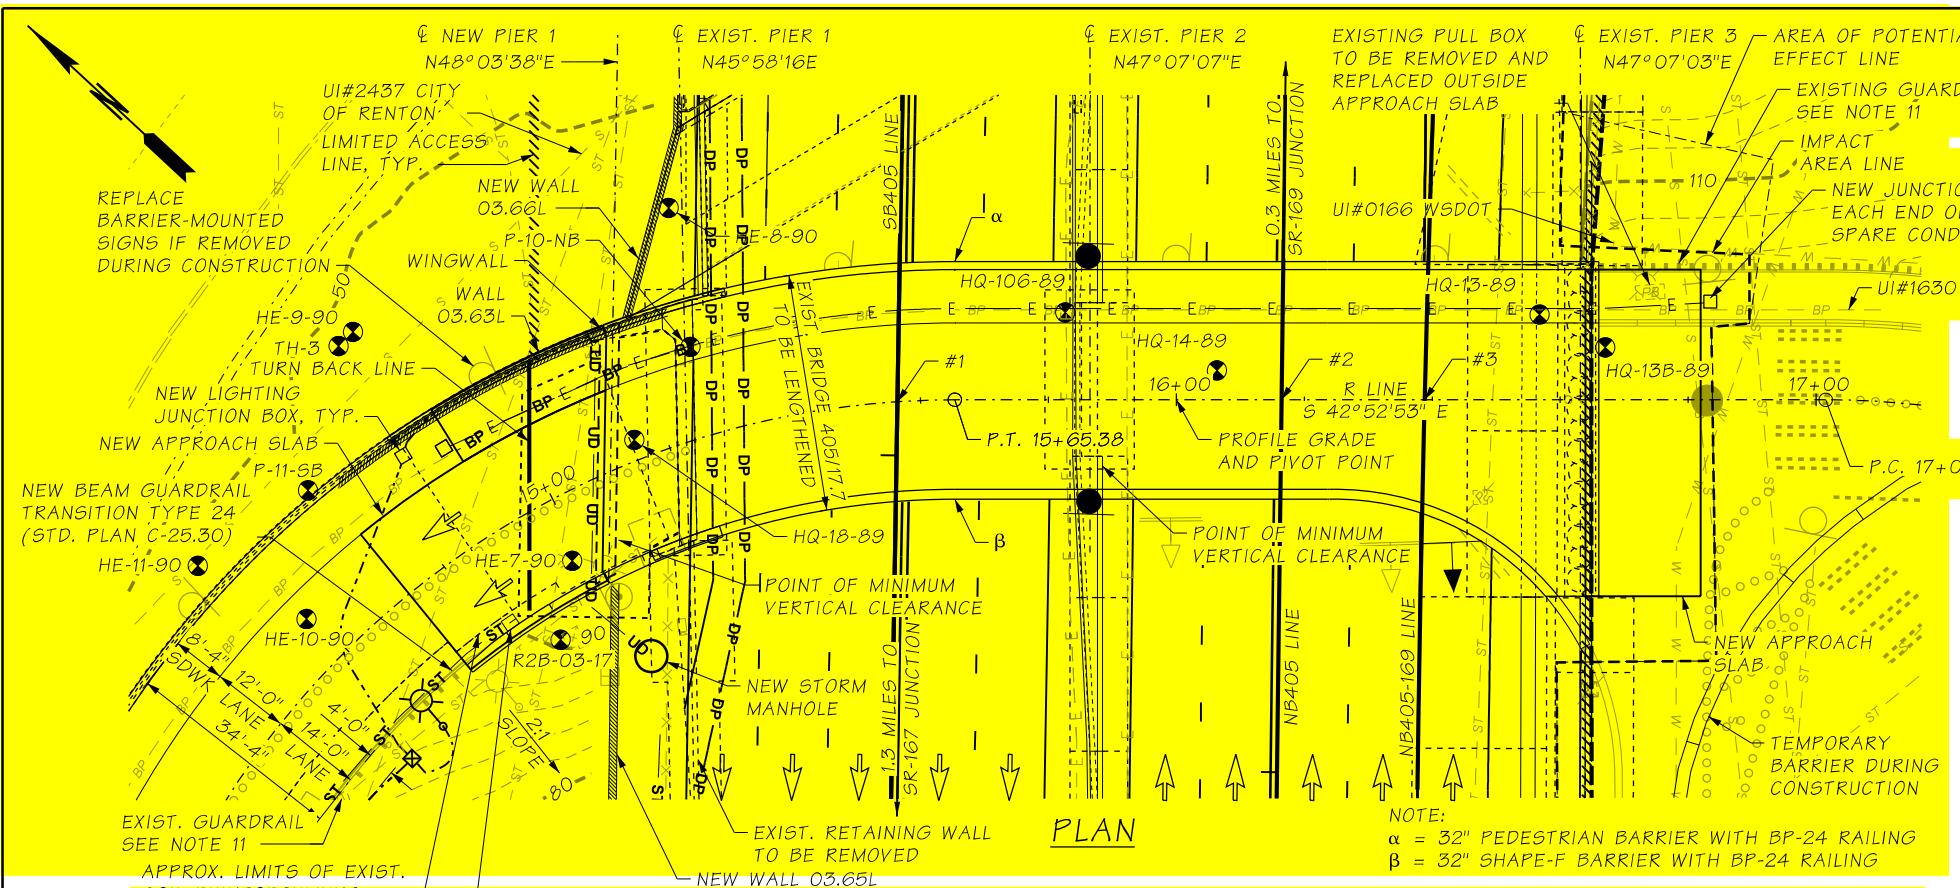 ℄ NEW PIER 1
N48°03'38"E
℄ EXIST. PIER 1
N45°58'16E
℄ EXIST. PIER 2
N47°07'07"E
EXISTING PULL BOX
TO BE REMOVED AND
REPLACED OUTSIDE
APPROACH SLAB
℄ EXIST. PIER 3
N47°07'03"E
AREA OF POTENTIA
EFFECT LINE
EXISTING GUARD
SEE NOTE 11
IMPACT
AREA LINE
NEW JUNCTIO
EACH END O
SPARE COND
UI#1630
N
UI#2437 CITY
OF RENTON
LIMITED ACCESS
LINE, TYP.
NEW WALL
03.66L
P-10-NB
WINGWALL
WALL
03.63L
REPLACE
BARRIER-MOUNTED
SIGNS IF REMOVED
DURING CONSTRUCTION
50
HE-9-90
TH-3
TURN BACK LINE
NEW LIGHTING
JUNCTION BOX, TYP.
NEW APPROACH SLAB
P-11-SB
NEW BEAM GUARDRAIL
TRANSITION TYPE 24
(STD. PLAN C-25.30)
HE-11-90
HE-10-90
HE-8-90
SB405 LINE
α
0.3 MILES TO
SR-169 JUNCTION
UI#0166 WSDOT
110
HQ-106-89
HQ-13-89
EXIST. BRIDGE 405/17.7
TO BE LENGTHENED
HQ-14-89
HQ-13B-89
#1
#2
#3
16+00
R LINE
S 42°52'53" E
17+00
P.T. 15+65.38
PROFILE GRADE
AND PIVOT POINT
P.C. 17+0
5+00
HQ-18-89
HE-7-90
β
POINT OF MINIMUM
VERTICAL CLEARANCE
POINT OF MINIMUM
VERTICAL CLEARANCE
R2B-03-17
90
NEW STORM
MANHOLE
1.3 MILES TO
SR-167 JUNCTION
NB405 LINE
NB405-169 LINE
NEW APPROACH
SLAB
TEMPORARY
BARRIER DURING
CONSTRUCTION
8'-4"
SDWK
12'-0"
LANE
4'-0"
14'-0"
LANE
34'-4"
2:1
SLOPE
80
EXIST. GUARDRAIL
SEE NOTE 11
APPROX. LIMITS OF EXIST.
EXIST. RETAINING WALL
TO BE REMOVED
NEW WALL 03.65L
PLAN
NOTE:
α = 32" PEDESTRIAN BARRIER WITH BP-24 RAILING
β = 32" SHAPE-F BARRIER WITH BP-24 RAILING